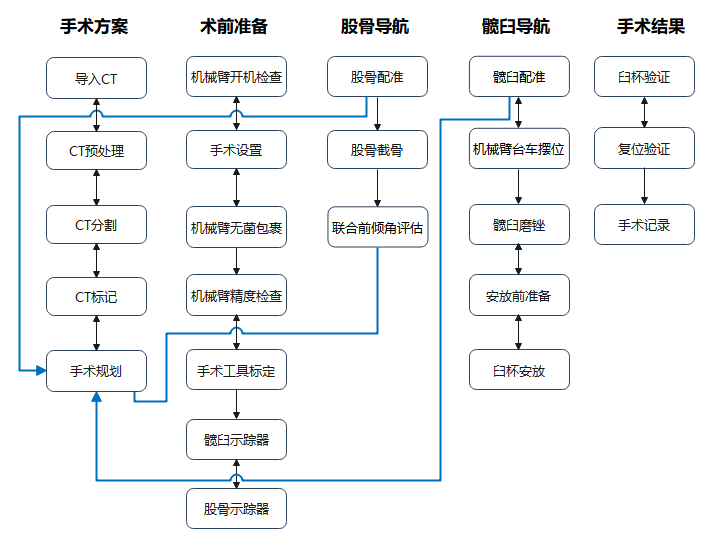 手术方案
术前准备
股骨导航
髋臼导航
手术结果
导入CT
CT预处理
CT分割
CT标记
手术规划
机械臂开机检查
手术设置
机械臂无菌包裹
机械臂精度检查
手术工具标定
髋臼示踪器
股骨示踪器
股骨配准
股骨截骨
联合前倾角评估
髋臼配准
机械臂台车摆位
髋臼磨锉
安放前准备
臼杯安放
臼杯验证
复位验证
手术记录